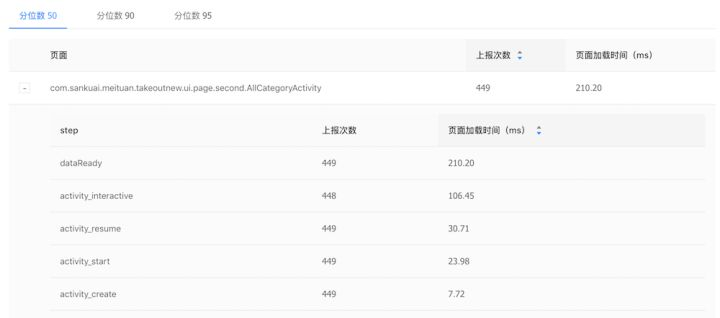 分位数 50 分位数 90 分位数 95
页面 上报次数 页面加载时间（ms）
- com.sankuai.meituan.takeoutnew.ui.page.second.AllCategoryActivity 449 210.20
step 上报次数 页面加载时间（ms）
dataReady 449 210.20
activity_interactive 448 106.45
activity_resume 449 30.71
activity_start 449 23.98
activity_create 449 7.72